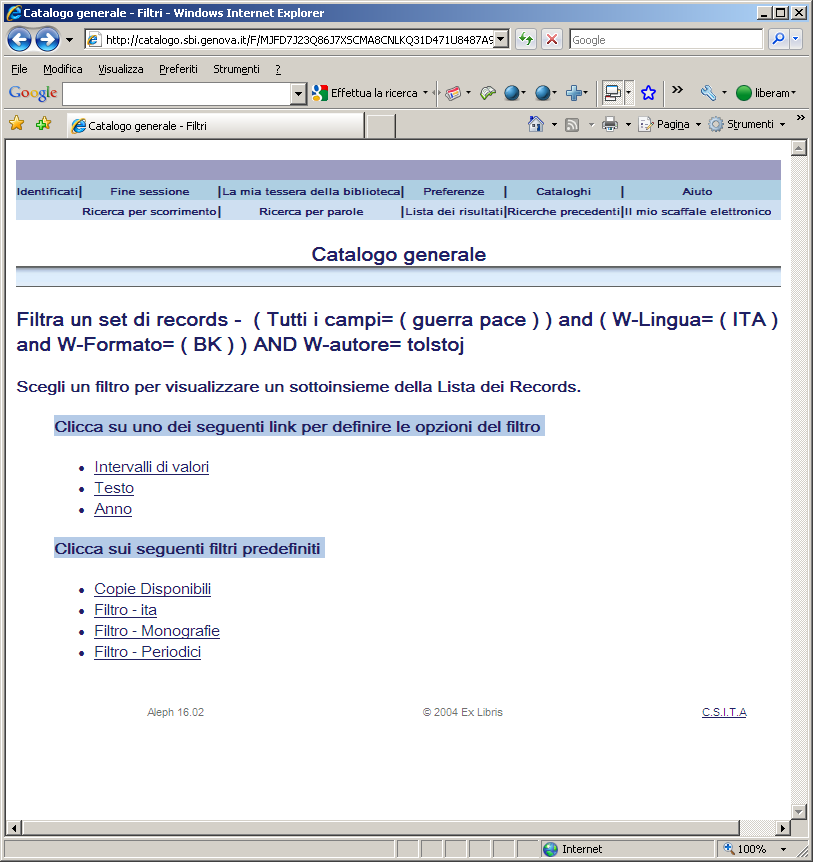 Catalogo generale - Filtri - Windows Internet Explorer
http://catalogo.sbi.genova.it/F/MJFD7J23Q86J7XSCMA8CNLKQ31D471U8487A9
Google
File Modifica Visualizza Preferiti Strumenti ?
Google Effettua la ricerca liberam
Catalogo generale - Filtri Pagina Strumenti
Identificati| Fine sessione |La mia tessera della biblioteca| Preferenze | Cataloghi | Aiuto
Ricerca per scorrimento| Ricerca per parole |Lista dei risultati|Ricerche precedenti|Il mio scaffale elettronico
Catalogo generale
Filtra un set di records - ( Tutti i campi= ( guerra pace ) ) and ( W-Lingua= ( ITA )
and W-Formato= ( BK ) ) AND W-autore= tolstoj
Scegli un filtro per visualizzare un sottoinsieme della Lista dei Records.
Clicca su uno dei seguenti link per definire le opzioni del filtro
• Intervalli di valori
• Testo
• Anno
Clicca sui seguenti filtri predefiniti
• Copie Disponibili
• Filtro - ita
• Filtro - Monografie
• Filtro - Periodici
Aleph 16.02 © 2004 Ex Libris C.S.I.T.A
Internet 100%